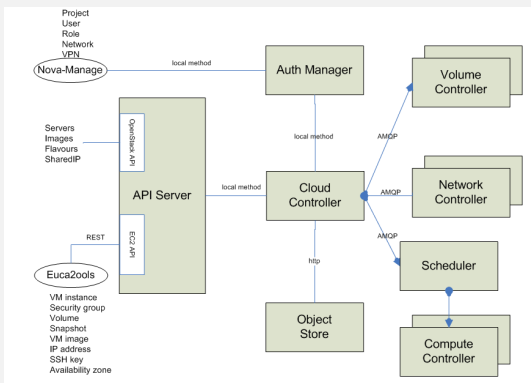 Project
User
Role
Network
VPN
Nova-Manage
local method
Auth Manager
Volume
Controller
Servers
Images
Flavours
SharedIP
OpenStack API
API Server
local method
local method
Cloud
Controller
AMQP
AMQP
AMQP
Network
Controller
REST
EC2 API
Euca2ools
http
Scheduler
VM instance
Security group
Volume
Snapshot
VM image
IP address
SSH key
Availability zone
Object
Store
Compute
Controller